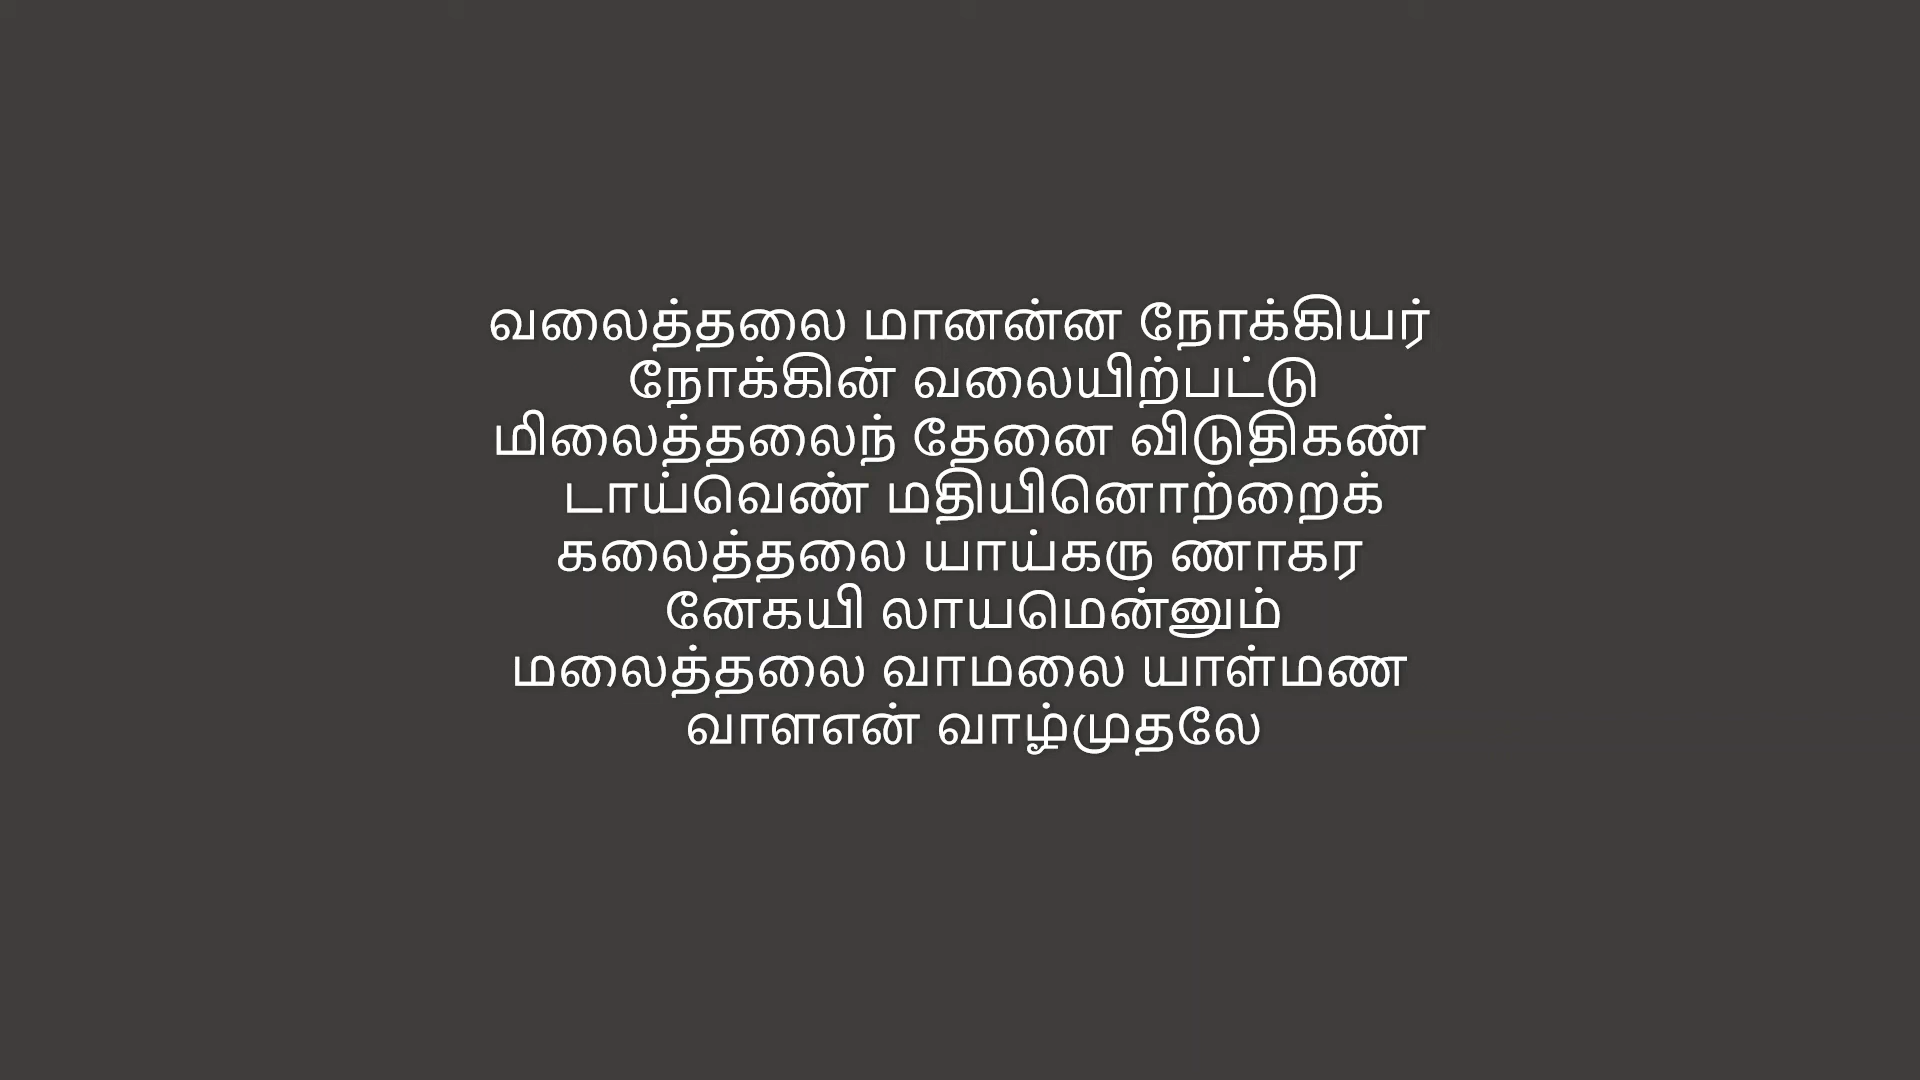 வலைத்தலை மானன்ன நோக்கியர்
நோக்கின் வலையிற்பட்டு
மிலைத்தலைந் தேனை விடுதிகண்
டாய்வெண் மதியினொற்றைக்
கலைத்தலை யாய்கரு ணாகர
னேகயி லாயமென்னும்
மலைத்தலை வாமலை யாள்மண
வாளஎன் வாழ்முதலே